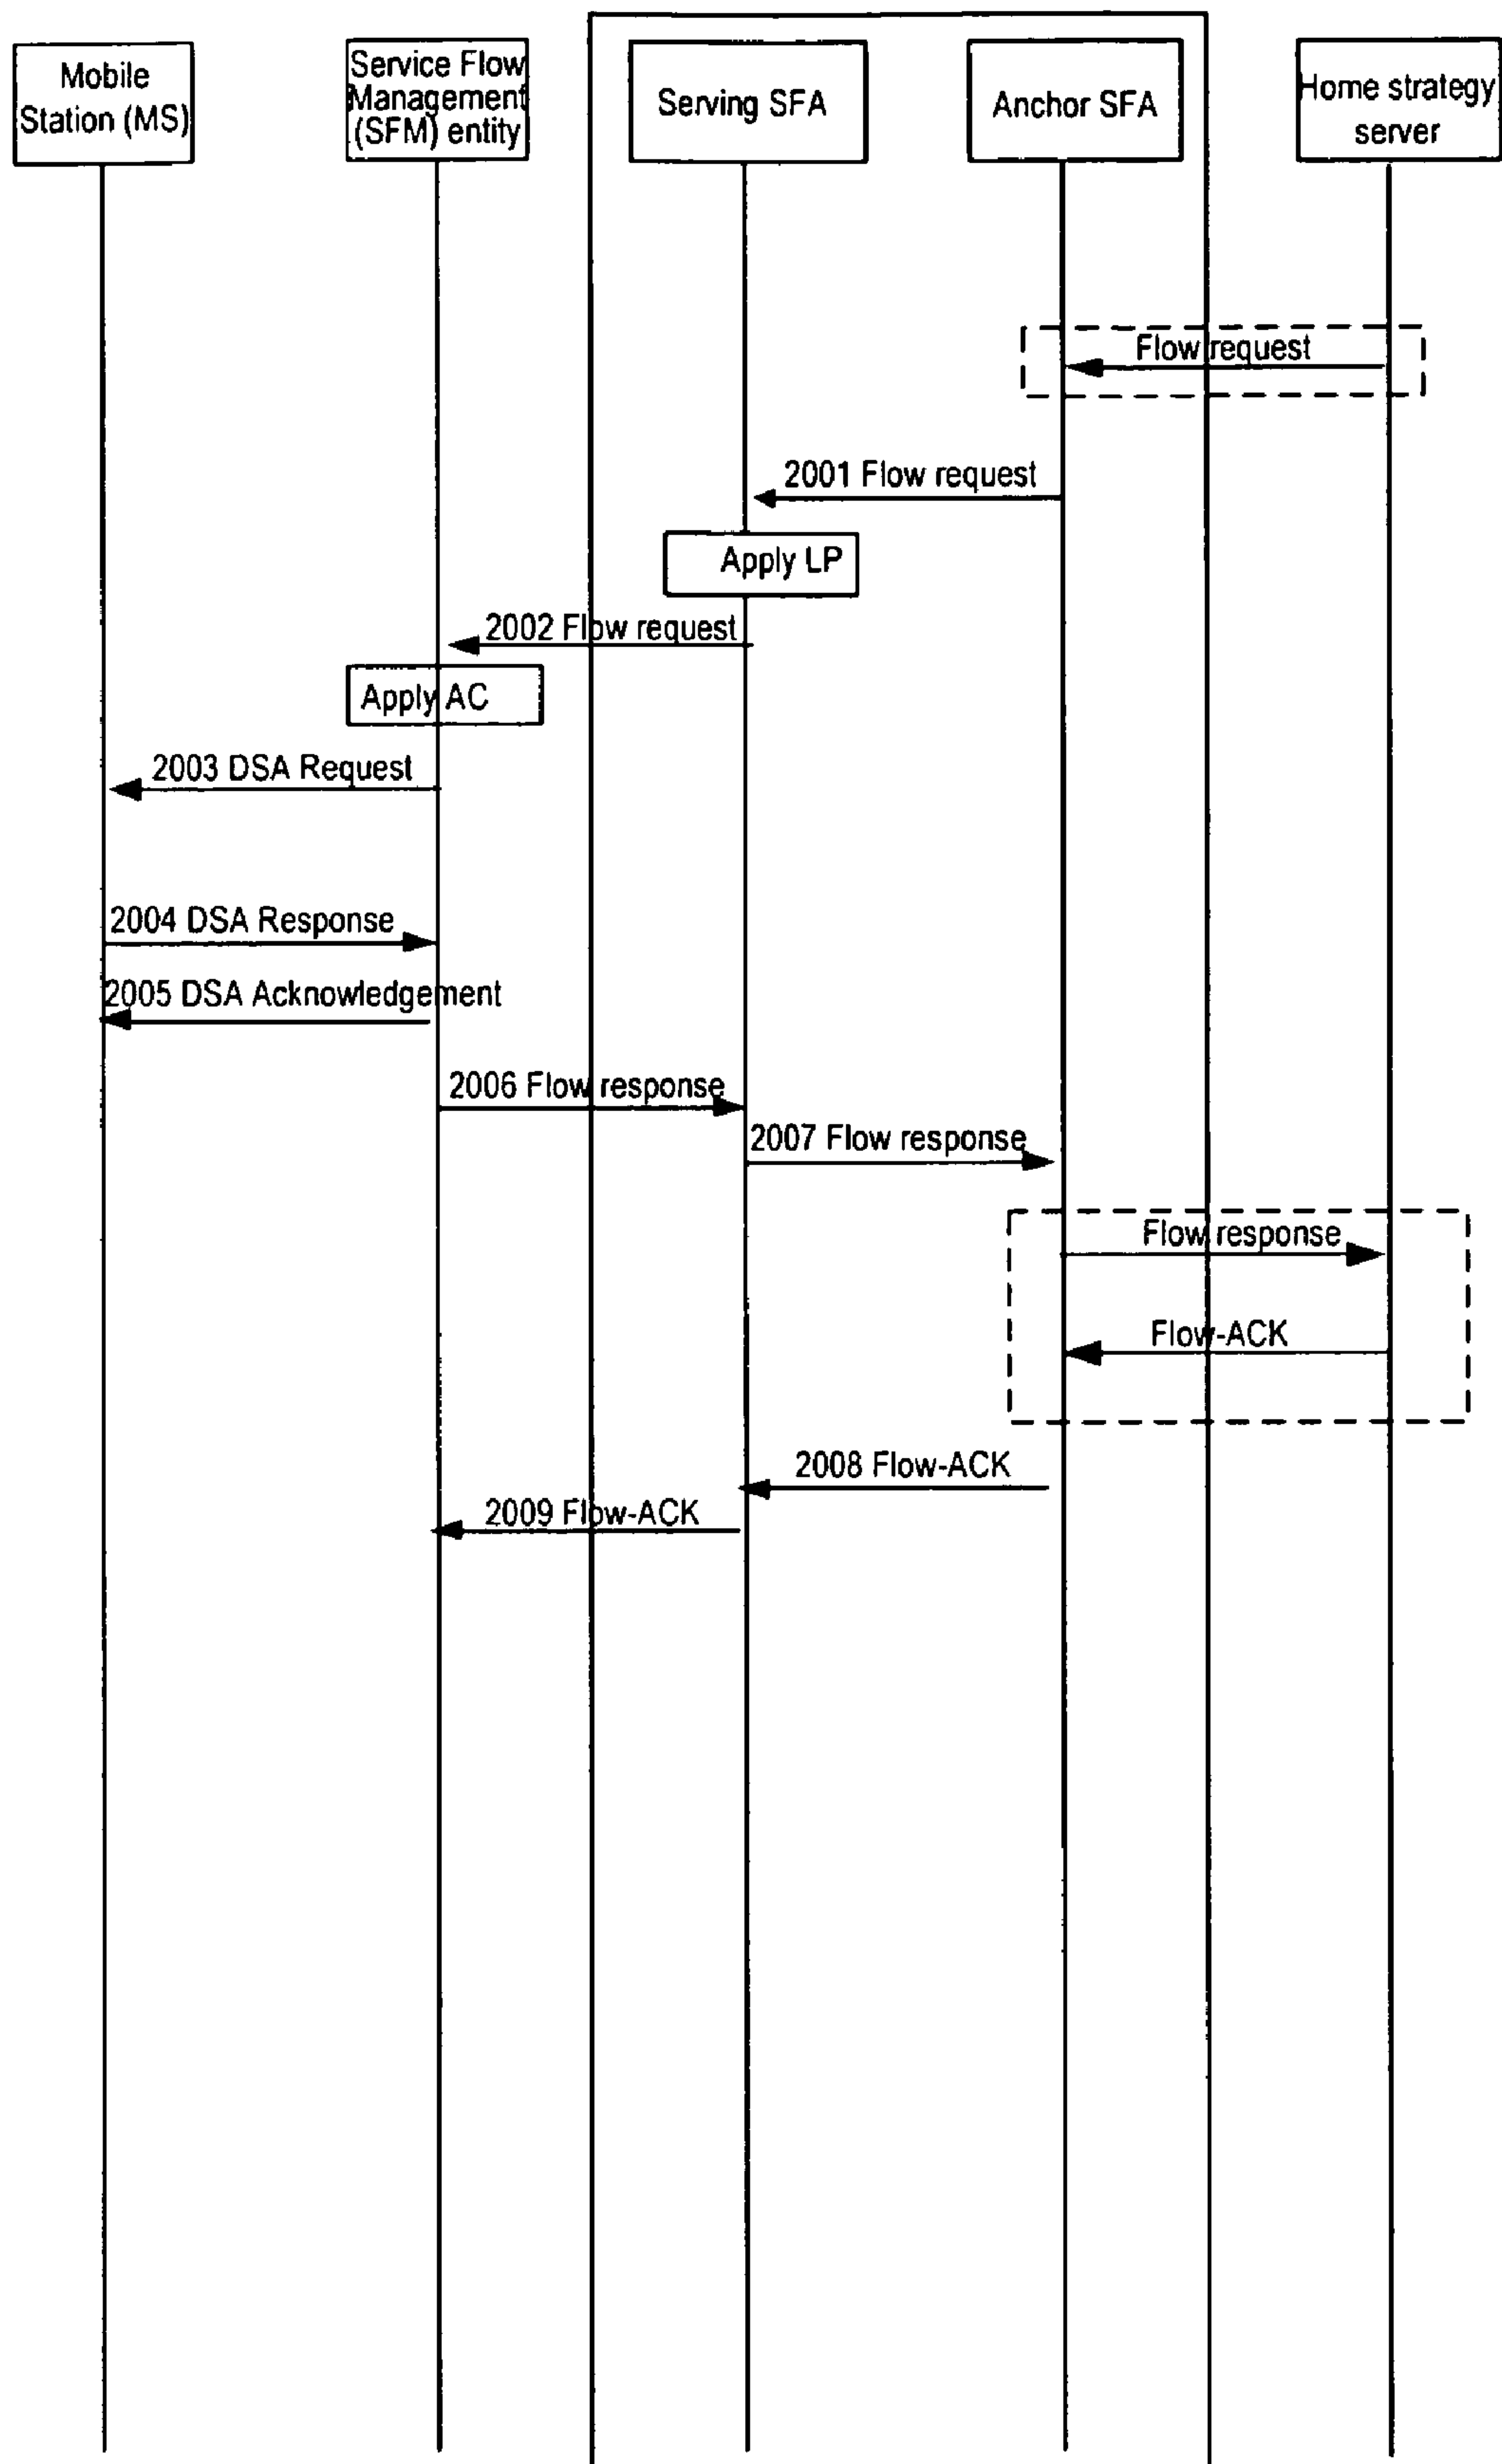 Mobile
Station (MS)
Service Flow
Management
(SFM) entity
Serving SFA
Anchor SFA
Home strategy
server
Flow request
2001 Flow request
Apply LP
2002 Flow request
Apply AC
2003 DSA Request
2004 DSA Response
2005 DSA Acknowledgement
2006 Flow response
2007 Flow response
Flow response
Flow-ACK
2008 Flow-ACK
2009 Flow-ACK